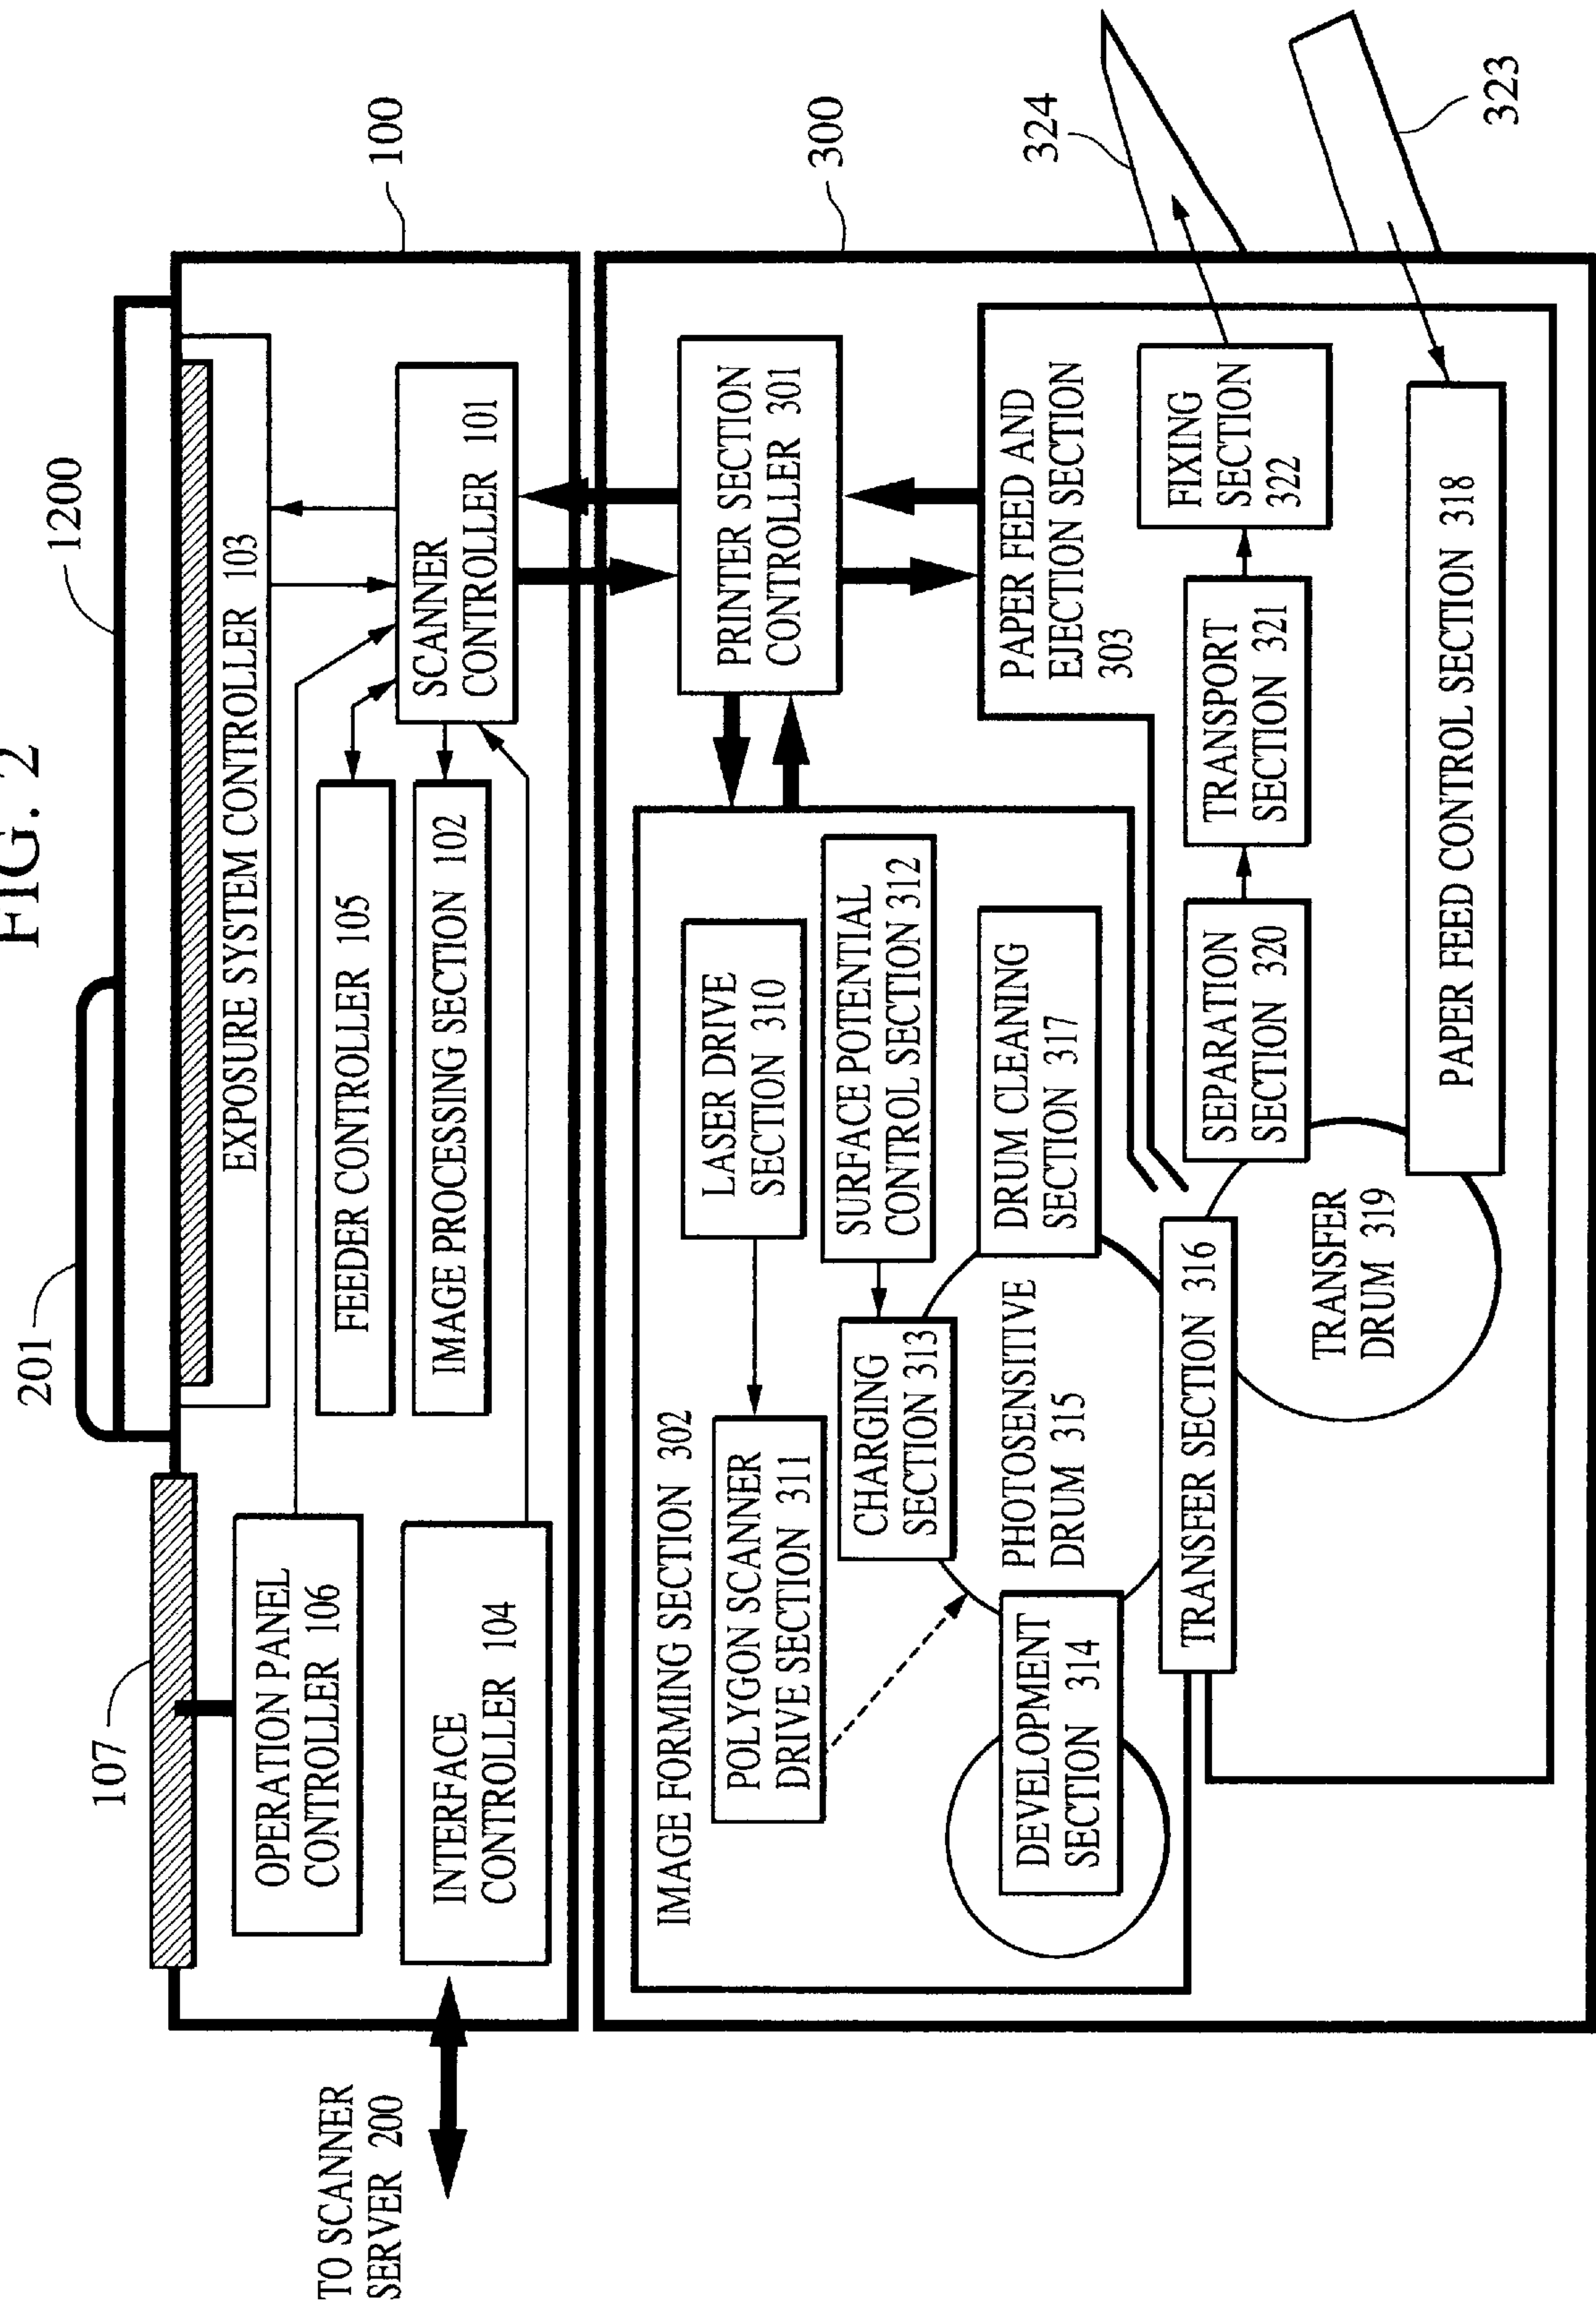 FIG. 2
201
1200
107
100
EXPOSURE SYSTEM CONTROLLER 103
OPERATION PANEL
CONTROLLER 106
FEEDER CONTROLLER 105
IMAGE PROCESSING SECTION 102
SCANNER
CONTROLLER 101
INTERFACE
CONTROLLER 104
TO SCANNER
SERVER 200
300
IMAGE FORMING SECTION 302
LASER DRIVE
SECTION 310
PRINTER SECTION
CONTROLLER 301
POLYGON SCANNER
DRIVE SECTION 311
SURFACE POTENTIAL
CONTROL SECTION 312
CHARGING
SECTION 313
DRUM CLEANING
SECTION 317
PHOTOSENSITIVE
DRUM 315
DEVELOPMENT
SECTION 314
PAPER FEED AND
EJECTION SECTION
303
TRANSFER SECTION 316
SEPARATION
SECTION 320
TRANSPORT
SECTION 321
FIXING
SECTION
322
324
TRANSFER
DRUM 319
PAPER FEED CONTROL SECTION 318
323